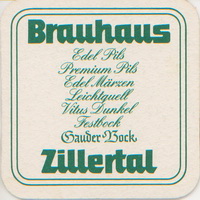 Brauhaus
Edel Pils
Premium Pils
Edel Märzen
Leichtquell
Vitus Dunkel
Festbock
Gauder-Bock
Zillertal